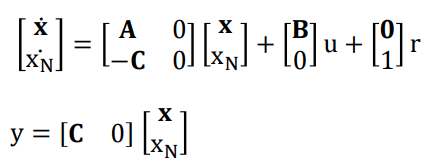 [ẋ ẋ_N] = [A 0 −C 0] [x x_N] + [B 0] u + [0 1] r
y = [C 0] [x x_N]